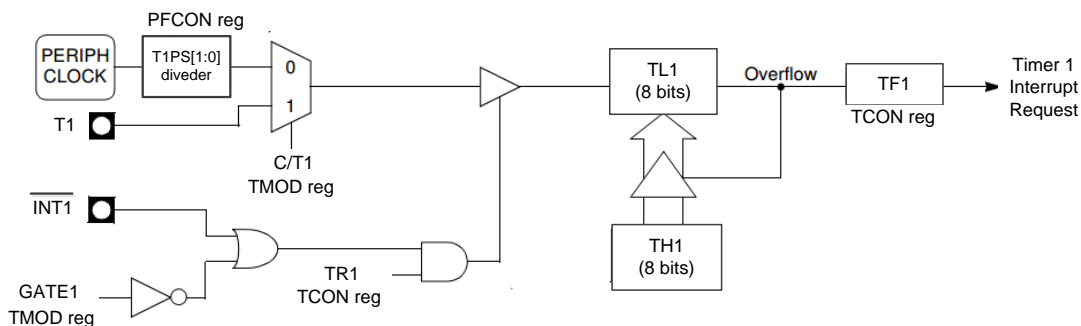 PFCON reg
PERIPH
CLOCK
T1PS[1:0]
diveder
0
1
T1
C/T1
TMOD reg
INT1
GATE1
TMOD reg
TR1
TCON reg
TL1
(8 bits)
Overflow
TF1
TCON reg
Timer 1
Interrupt
Request
TH1
(8 bits)